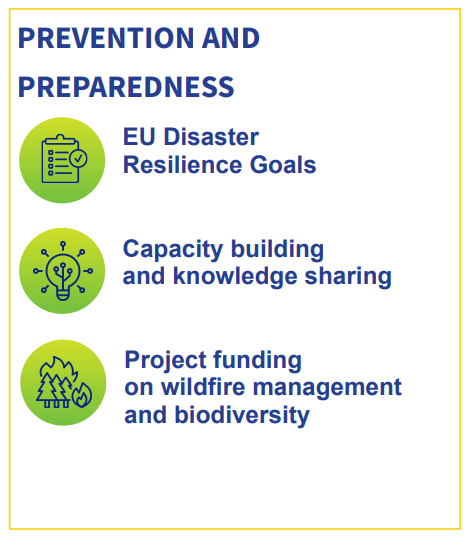 PREVENTION AND
PREPAREDNESS
EU Disaster
Resilience Goals
Capacity building
and knowledge sharing
Project funding
on wildfire management
and biodiversity